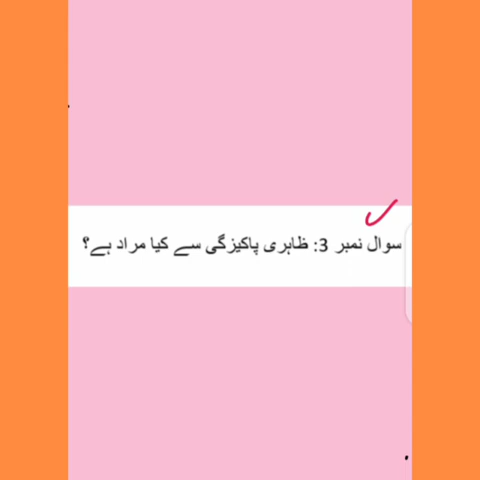 سوال نمبر 3: ظاہری پاکیزگی سے کیا مراد ہے؟